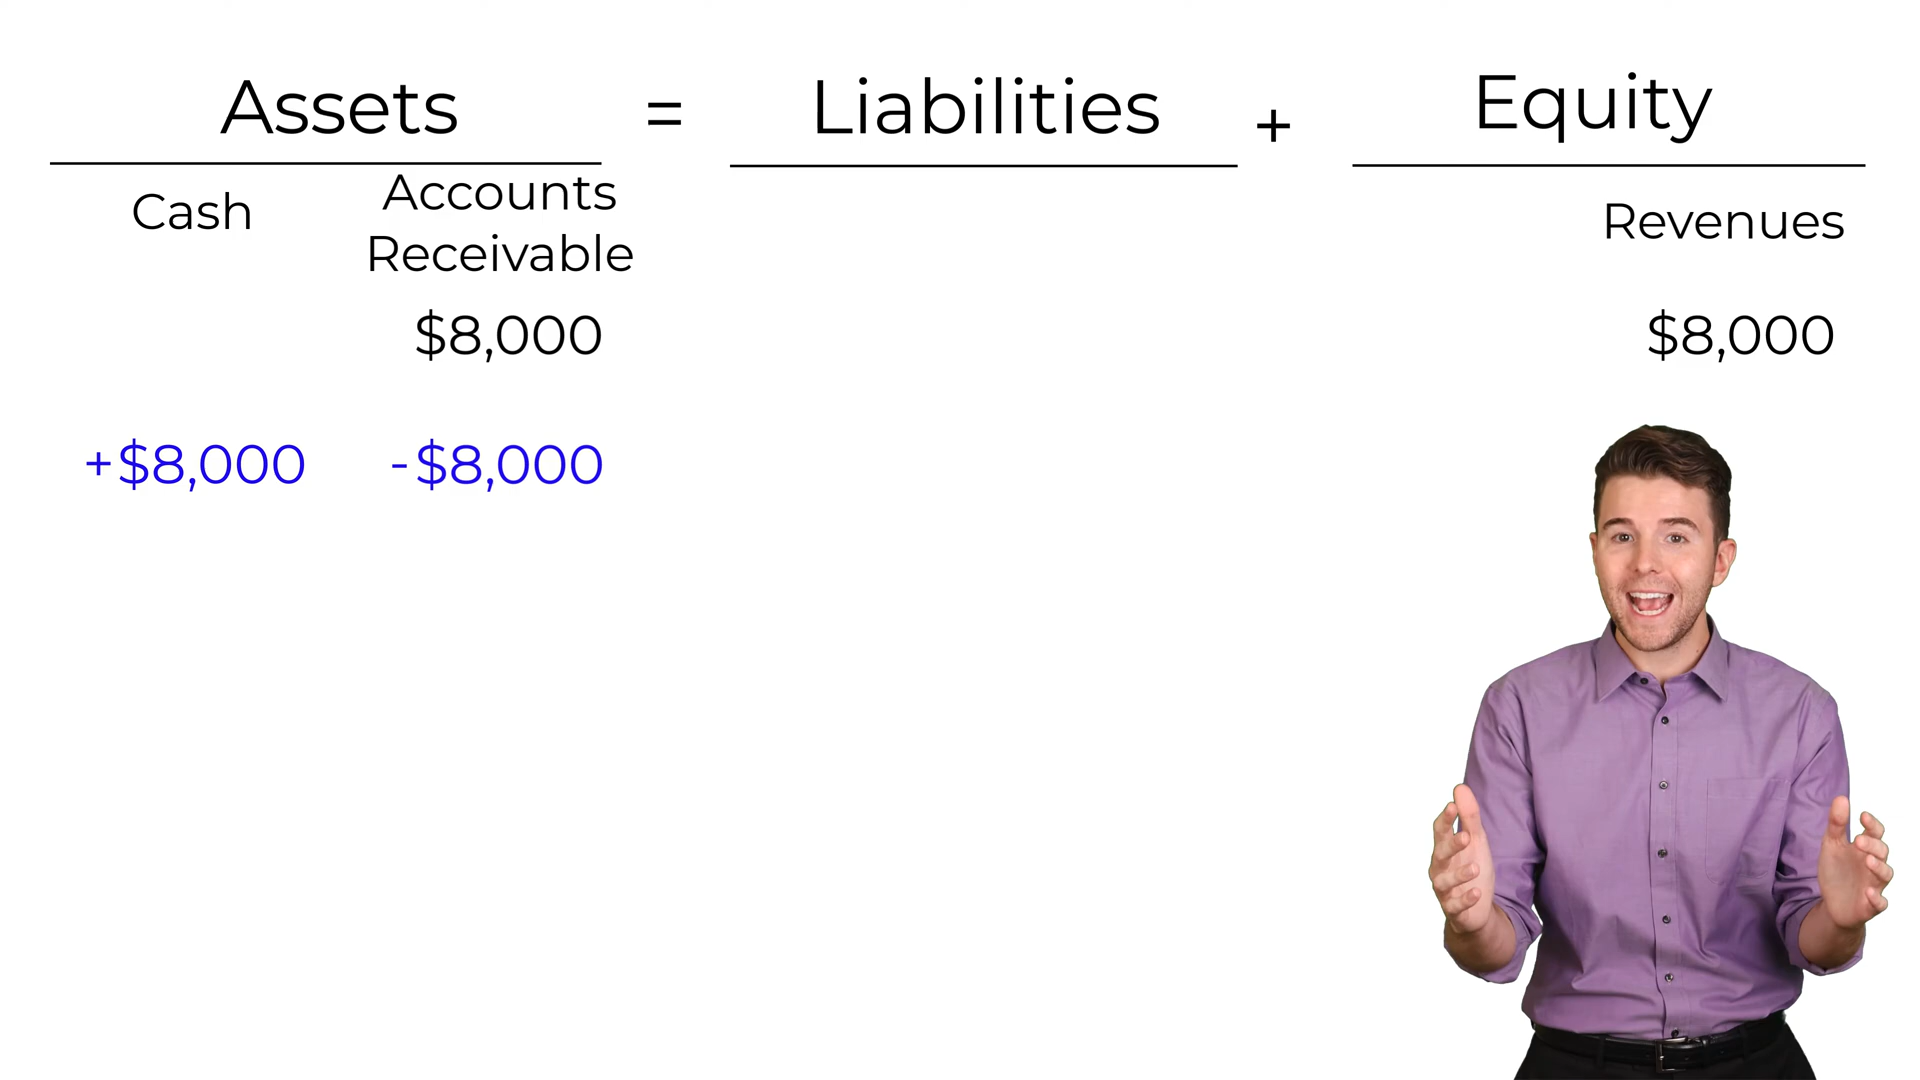 Assets = Liabilities + Equity
Cash
Accounts
Receivable
Revenues
$8,000 $8,000
+$8,000 -$8,000